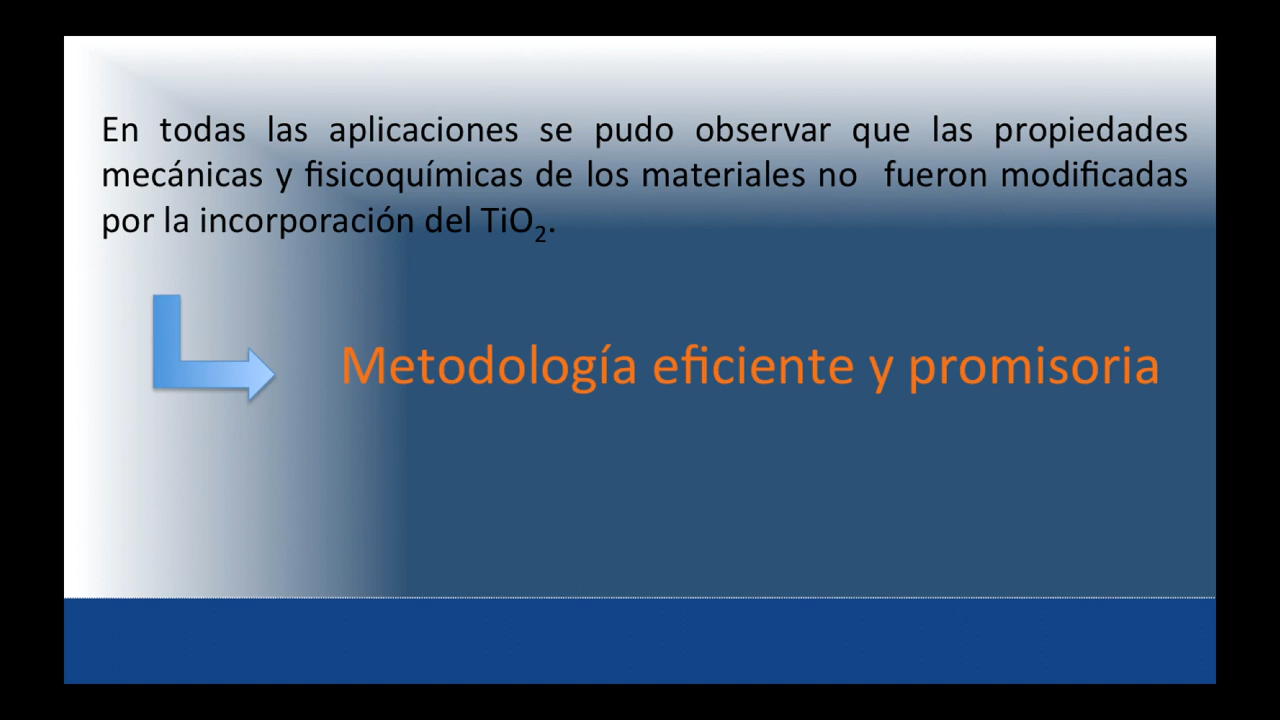 En todas las aplicaciones se pudo observar que las propiedades
mecánicas y fisicoquímicas de los materiales no fueron modificadas
por la incorporación del TiO₂.
Metodología eficiente y promisoria